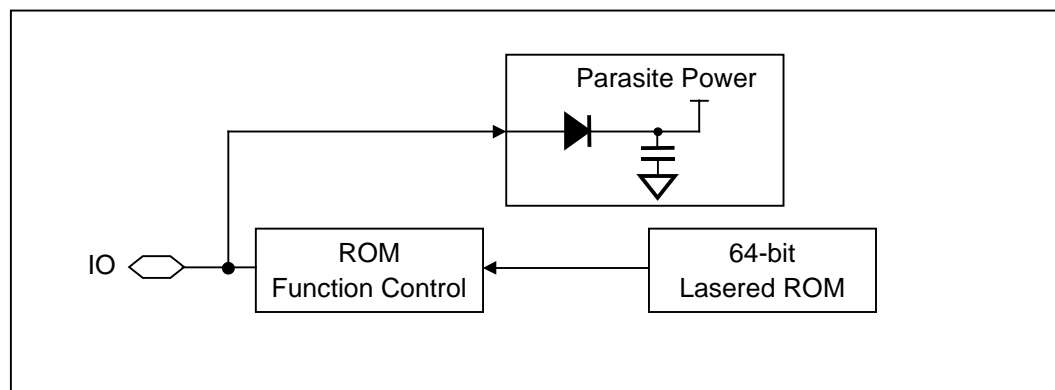 Parasite Power
IO
ROM
Function Control
64-bit
Lasered ROM